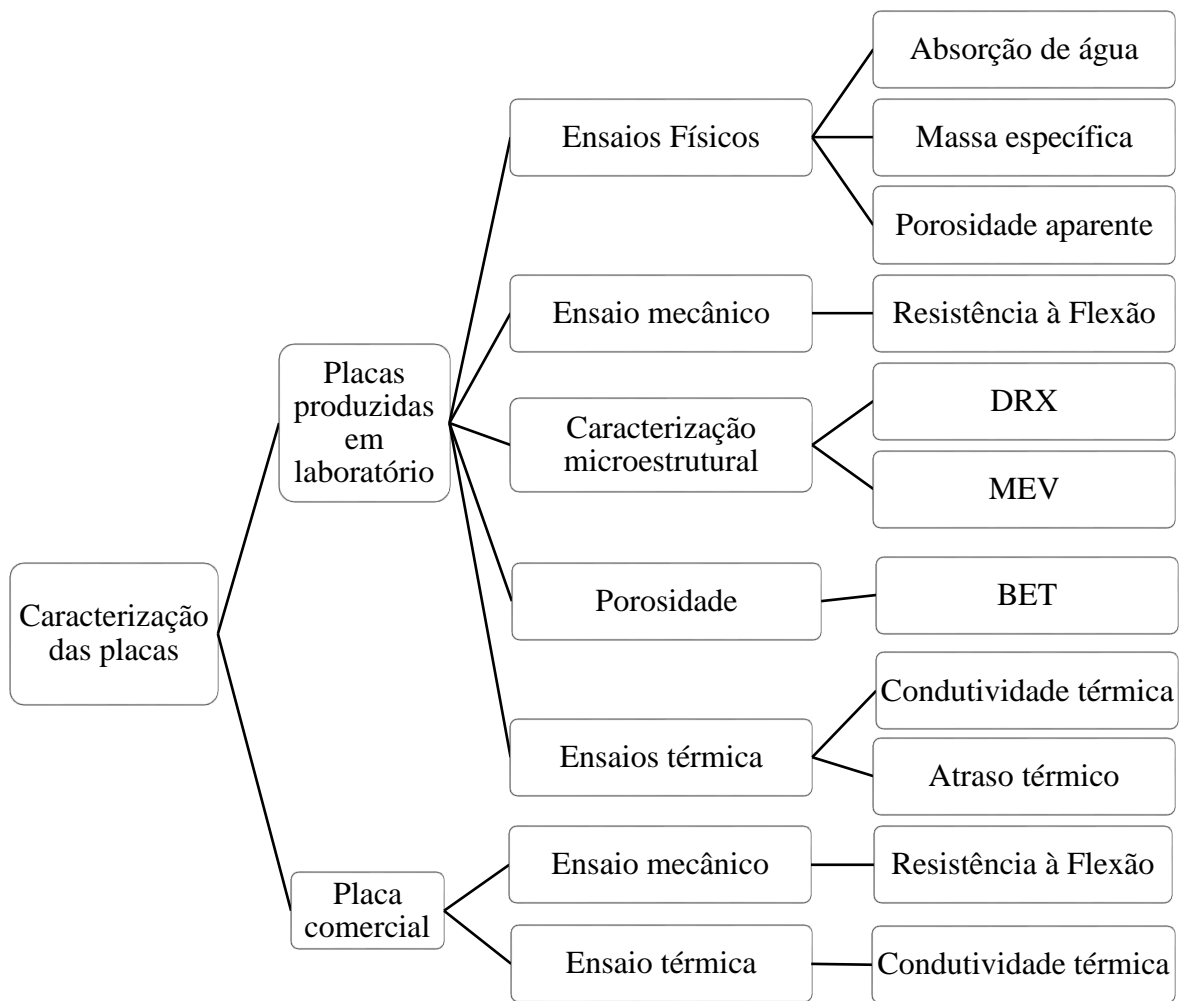 Caracterização
das placas
Placas
produzidas
em
laboratório
Ensaios Físicos
Absorção de água
Massa específica
Porosidade aparente
Ensaio mecânico
Resistência à Flexão
Caracterização
microestrutural
DRX
MEV
Porosidade
BET
Ensaios térmica
Condutividade térmica
Atraso térmico
Placa
comercial
Ensaio mecânico
Resistência à Flexão
Ensaio térmica
Condutividade térmica